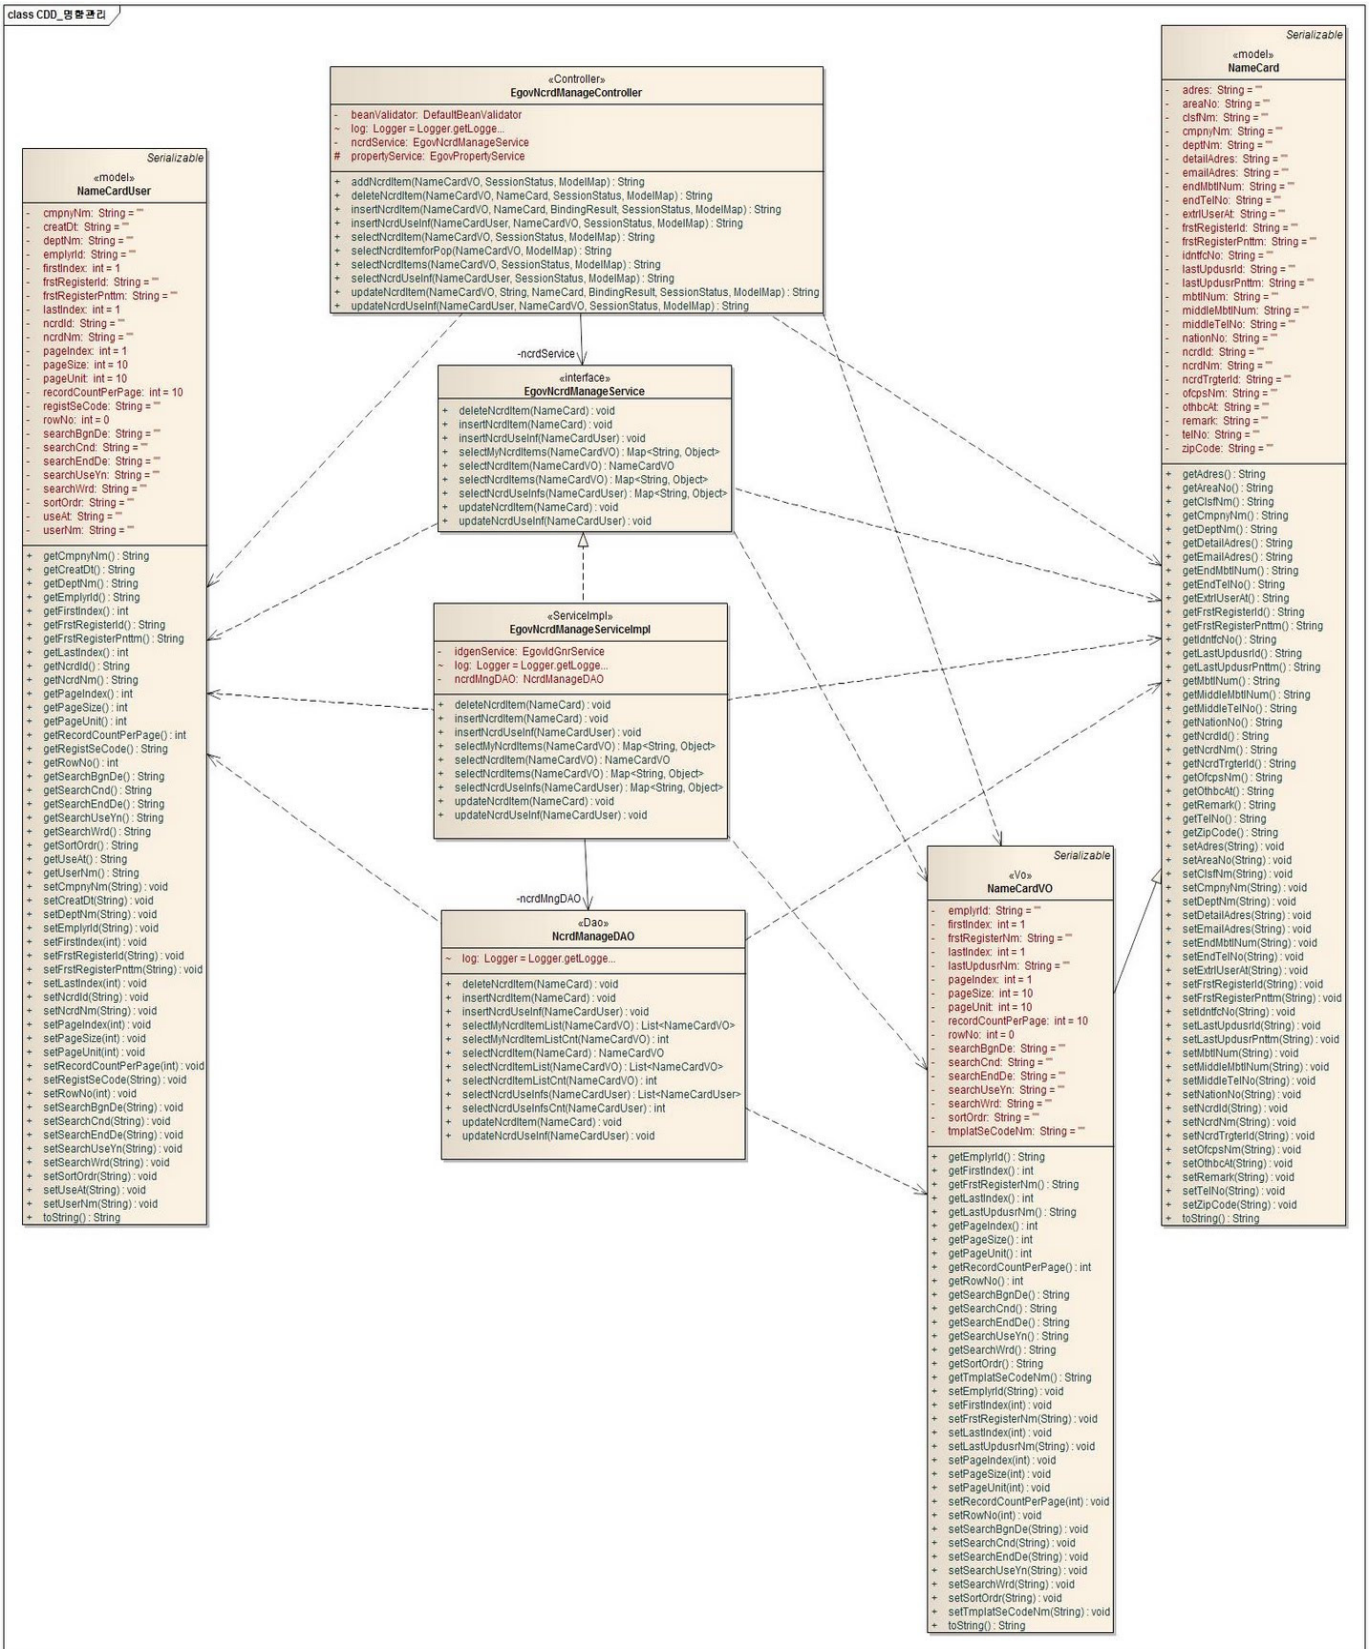 class CDD_명함관리
Serializable
«model»
NameCardUser
- cmpnyNm: String = ""
- creatDt: String = ""
- deptNm: String = ""
- emplyrId: String = ""
- firstIndex: int = 1
- frstRegisterId: String = ""
- frstRegisterPnttm: String = ""
- lastIndex: int = 1
- ncrdId: String = ""
- ncrdNm: String = ""
- pageIndex: int = 1
- pageSize: int = 10
- pageUnit: int = 10
- recordCountPerPage: int = 10
- registSeCode: String = ""
- rowNo: int = 0
- searchBgnDe: String = ""
- searchCnd: String = ""
- searchEndDe: String = ""
- searchUseYn: String = ""
- searchWrd: String = ""
- sortOrdr: String = ""
- useAt: String = ""
- userNm: String = ""
+ getCmpnyNm() : String
+ getCreatDt() : String
+ getDeptNm() : String
+ getEmplyrId() : String
+ getFirstIndex() : int
+ getFrstRegisterId() : String
+ getFrstRegisterPnttm() : String
+ getLastIndex() : int
+ getNcrdId() : String
+ getNcrdNm() : String
+ getPageIndex() : int
+ getPageSize() : int
+ getPageUnit() : int
+ getRecordCountPerPage() : int
+ getRegistSeCode() : String
+ getRowNo() : int
+ getSearchBgnDe() : String
+ getSearchCnd() : String
+ getSearchEndDe() : String
+ getSearchUseYn() : String
+ getSearchWrd() : String
+ getSortOrdr() : String
+ getUseAt() : String
+ getUserNm() : String
+ setCmpnyNm(String) : void
+ setCreatDt(String) : void
+ setDeptNm(String) : void
+ setEmplyrId(String) : void
+ setFirstIndex(int) : void
+ setFrstRegisterId(String) : void
+ setFrstRegisterPnttm(String) : void
+ setLastIndex(int) : void
+ setNcrdId(String) : void
+ setNcrdNm(String) : void
+ setPageIndex(int) : void
+ setPageSize(int) : void
+ setPageUnit(int) : void
+ setRecordCountPerPage(int) : void
+ setRegistSeCode(String) : void
+ setRowNo(int) : void
+ setSearchBgnDe(String) : void
+ setSearchCnd(String) : void
+ setSearchEndDe(String) : void
+ setSearchUseYn(String) : void
+ setSearchWrd(String) : void
+ setSortOrdr(String) : void
+ setUseAt(String) : void
+ setUserNm(String) : void
+ toString() : String
«Controller»
EgovNcrdManageController
- beanValidator: DefaultBeanValidator
~ log: Logger = Logger.getLogge...
- ncrdService: EgovNcrdManageService
# propertyService: EgovPropertyService
+ addNcrdItem(NameCardVO, SessionStatus, ModelMap) : String
+ deleteNcrdItem(NameCardVO, NameCard, SessionStatus, ModelMap) : String
+ insertNcrdItem(NameCardVO, NameCard, BindingResult, SessionStatus, ModelMap) : String
+ insertNcrdUseInf(NameCardUser, NameCardVO, SessionStatus, ModelMap) : String
+ selectNcrdItem(NameCardVO, SessionStatus, ModelMap) : String
+ selectNcrdItemforPop(NameCardVO, ModelMap) : String
+ selectNcrdItems(NameCardVO, SessionStatus, ModelMap) : String
+ selectNcrdUseInf(NameCardUser, SessionStatus, ModelMap) : String
+ updateNcrdItem(NameCardVO, String, NameCard, BindingResult, SessionStatus, ModelMap) : String
+ updateNcrdUseInf(NameCardUser, NameCardVO, SessionStatus, ModelMap) : String
-ncrdService
«interface»
EgovNcrdManageService
+ deleteNcrdItem(NameCard) : void
+ insertNcrdItem(NameCard) : void
+ insertNcrdUseInf(NameCardUser) : void
+ selectMyNcrdItems(NameCardVO) : Map<String, Object>
+ selectNcrdItem(NameCardVO) : NameCardVO
+ selectNcrdItems(NameCardVO) : Map<String, Object>
+ selectNcrdUseInfs(NameCardUser) : Map<String, Object>
+ updateNcrdItem(NameCard) : void
+ updateNcrdUseInf(NameCardUser) : void
«ServiceImpl»
EgovNcrdManageServiceImpl
- idgenService: EgovIdGnrService
~ log: Logger = Logger.getLogge...
- ncrdMngDAO: NcrdManageDAO
+ deleteNcrdItem(NameCard) : void
+ insertNcrdItem(NameCard) : void
+ insertNcrdUseInf(NameCardUser) : void
+ selectMyNcrdItems(NameCardVO) : Map<String, Object>
+ selectNcrdItem(NameCardVO) : NameCardVO
+ selectNcrdItems(NameCardVO) : Map<String, Object>
+ selectNcrdUseInfs(NameCardUser) : Map<String, Object>
+ updateNcrdItem(NameCard) : void
+ updateNcrdUseInf(NameCardUser) : void
-ncrdMngDAO
«Dao»
NcrdManageDAO
~ log: Logger = Logger.getLogge...
+ deleteNcrdItem(NameCard) : void
+ insertNcrdItem(NameCard) : void
+ insertNcrdUseInf(NameCardUser) : void
+ selectMyNcrdItemList(NameCardVO) : List<NameCardVO>
+ selectMyNcrdItemListCnt(NameCardVO) : int
+ selectNcrdItem(NameCard) : NameCardVO
+ selectNcrdItemList(NameCardVO) : List<NameCardVO>
+ selectNcrdItemListCnt(NameCardVO) : int
+ selectNcrdUseInfs(NameCardUser) : List<NameCardUser>
+ selectNcrdUseInfsCnt(NameCardUser) : int
+ updateNcrdItem(NameCard) : void
+ updateNcrdUseInf(NameCardUser) : void
Serializable
«Vo»
NameCardVO
- emplyrId: String = ""
- firstIndex: int = 1
- frstRegisterNm: String = ""
- lastIndex: int = 1
- lastUpdusrNm: String = ""
- pageIndex: int = 1
- pageSize: int = 10
- pageUnit: int = 10
- recordCountPerPage: int = 10
- rowNo: int = 0
- searchBgnDe: String = ""
- searchCnd: String = ""
- searchEndDe: String = ""
- searchUseYn: String = ""
- searchWrd: String = ""
- sortOrdr: String = ""
- tmplatSeCodeNm: String = ""
+ getEmplyrId() : String
+ getFirstIndex() : int
+ getFrstRegisterNm() : String
+ getLastIndex() : int
+ getLastUpdusrNm() : String
+ getPageIndex() : int
+ getPageSize() : int
+ getPageUnit() : int
+ getRecordCountPerPage() : int
+ getRowNo() : int
+ getSearchBgnDe() : String
+ getSearchCnd() : String
+ getSearchEndDe() : String
+ getSearchUseYn() : String
+ getSearchWrd() : String
+ getSortOrdr() : String
+ getTmplatSeCodeNm() : String
+ setEmplyrId(String) : void
+ setFirstIndex(int) : void
+ setFrstRegisterNm(String) : void
+ setLastIndex(int) : void
+ setLastUpdusrNm(String) : void
+ setPageIndex(int) : void
+ setPageSize(int) : void
+ setPageUnit(int) : void
+ setRecordCountPerPage(int) : void
+ setRowNo(int) : void
+ setSearchBgnDe(String) : void
+ setSearchCnd(String) : void
+ setSearchEndDe(String) : void
+ setSearchUseYn(String) : void
+ setSearchWrd(String) : void
+ setSortOrdr(String) : void
+ setTmplatSeCodeNm(String) : void
+ toString() : String
Serializable
«model»
NameCard
- adres: String = ""
- areaNo: String = ""
- clsfNm: String = ""
- cmpnyNm: String = ""
- deptNm: String = ""
- detailAdres: String = ""
- emailAdres: String = ""
- endMbtlNum: String = ""
- endTelNo: String = ""
- extrlUserAt: String = ""
- frstRegisterId: String = ""
- frstRegisterPnttm: String = ""
- idntfcNo: String = ""
- lastUpdusrId: String = ""
- lastUpdusrPnttm: String = ""
- mbtlNum: String = ""
- middleMbtlNum: String = ""
- middleTelNo: String = ""
- nationNo: String = ""
- ncrdId: String = ""
- ncrdNm: String = ""
- ncrdTrgterId: String = ""
- ofcpsNm: String = ""
- othbcAt: String = ""
- remark: String = ""
- telNo: String = ""
- zipCode: String = ""
+ getAdres() : String
+ getAreaNo() : String
+ getClsfNm() : String
+ getCmpnyNm() : String
+ getDeptNm() : String
+ getDetailAdres() : String
+ getEmailAdres() : String
+ getEndMbtlNum() : String
+ getEndTelNo() : String
+ getExtrlUserAt() : String
+ getFrstRegisterId() : String
+ getFrstRegisterPnttm() : String
+ getIdntfcNo() : String
+ getLastUpdusrId() : String
+ getLastUpdusrPnttm() : String
+ getMbtlNum() : String
+ getMiddleMbtlNum() : String
+ getMiddleTelNo() : String
+ getNationNo() : String
+ getNcrdId() : String
+ getNcrdNm() : String
+ getNcrdTrgterId() : String
+ getOfcpsNm() : String
+ getOthbcAt() : String
+ getRemark() : String
+ getTelNo() : String
+ getZipCode() : String
+ setAdres(String) : void
+ setAreaNo(String) : void
+ setClsfNm(String) : void
+ setCmpnyNm(String) : void
+ setDeptNm(String) : void
+ setDetailAdres(String) : void
+ setEmailAdres(String) : void
+ setEndMbtlNum(String) : void
+ setEndTelNo(String) : void
+ setExtrlUserAt(String) : void
+ setFrstRegisterId(String) : void
+ setFrstRegisterPnttm(String) : void
+ setIdntfcNo(String) : void
+ setLastUpdusrId(String) : void
+ setLastUpdusrPnttm(String) : void
+ setMbtlNum(String) : void
+ setMiddleMbtlNum(String) : void
+ setMiddleTelNo(String) : void
+ setNationNo(String) : void
+ setNcrdId(String) : void
+ setNcrdNm(String) : void
+ setNcrdTrgterId(String) : void
+ setOfcpsNm(String) : void
+ setOthbcAt(String) : void
+ setRemark(String) : void
+ setTelNo(String) : void
+ setZipCode(String) : void
+ toString() : String